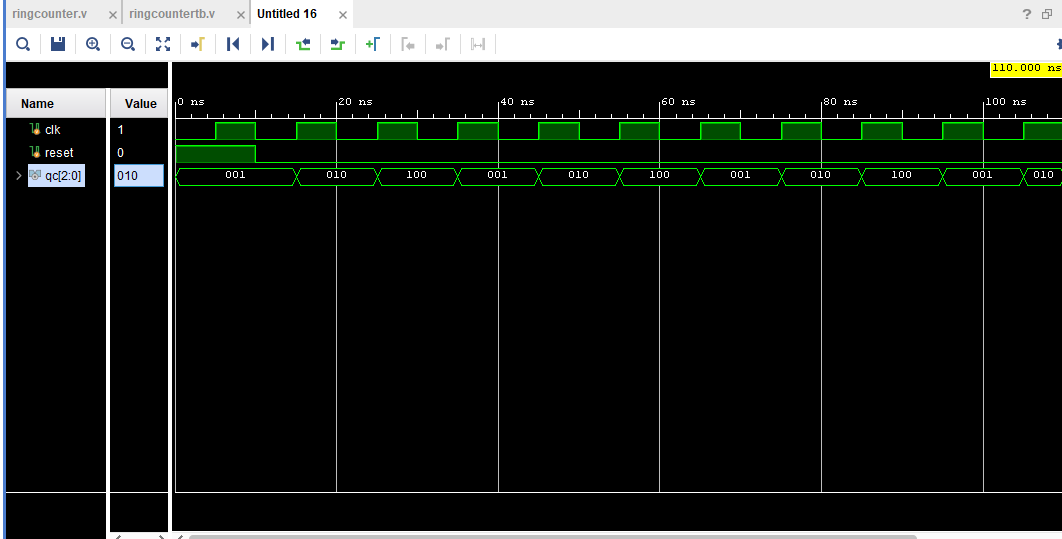 ringcounter.v × ringcountertb.v × Untitled 16 × ?
110.000 ns
Name Value 0 ns 20 ns 40 ns 60 ns 80 ns 100 ns
clk 1
reset 0
qc[2:0] 010 001 010 100 001 010 100 001 010 100 001 010